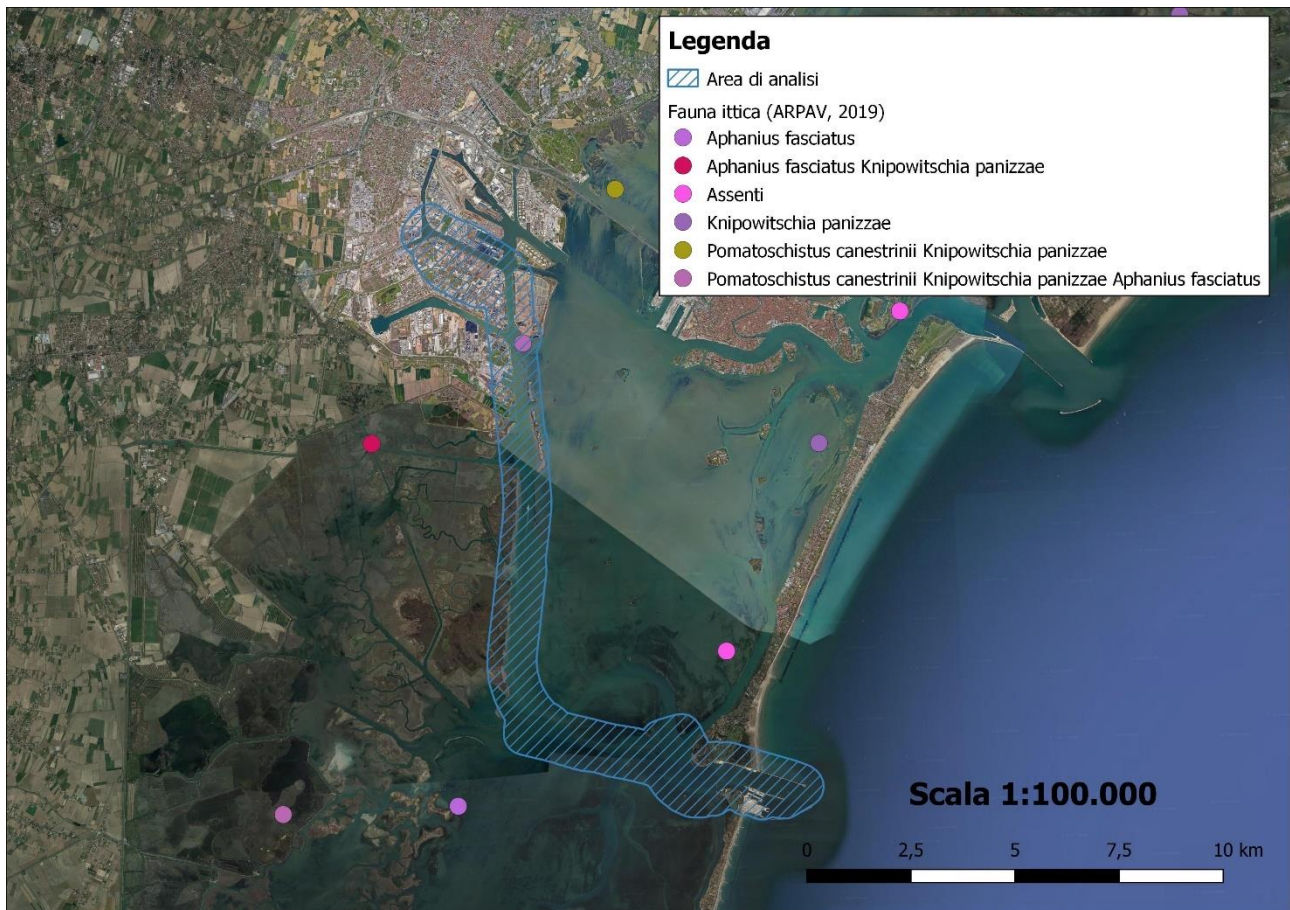 Legenda
Area di analisi
Fauna ittica (ARPAV, 2019)
Aphanius fasciatus
Aphanius fasciatus Knipowitschia panizzae
Assenti
Knipowitschia panizzae
Pomatoschistus canestrinii Knipowitschia panizzae
Pomatoschistus canestrinii Knipowitschia panizzae Aphanius fasciatus
Scala 1:100.000
0 2,5 5 7,5 10 km